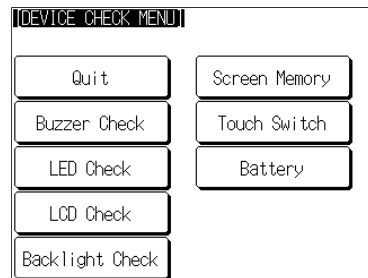 [DEVICE CHECK MENU]
Quit
Screen Memory
Buzzer Check
Touch Switch
LED Check
Battery
LCD Check
Backlight Check